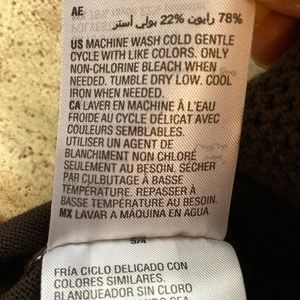 AE
78% رايون 22% بولي استر
US MACHINE WASH COLD GENTLE
CYCLE WITH LIKE COLORS. ONLY
NON-CHLORINE BLEACH WHEN
NEEDED. TUMBLE DRY LOW. COOL
IRON WHEN NEEDED.
CA LAVER EN MACHINE À L'EAU
FROIDE AU CYCLE DÉLICAT AVEC
COULEURS SEMBLABLES.
UTILISER UN AGENT DE
BLANCHIMENT NON CHLORÉ
SEULEMENT AU BESOIN. SÉCHER
PAR CULBUTAGE À BASSE
TEMPÉRATURE. REPASSER À
BASSE TEMPÉRATURE AU BESOIN.
MX LAVAR A MÁQUINA EN AGUA
3/4
FRÍA CICLO DELICADO CON
COLORES SIMILARES.
BLANQUEADOR SIN CLORO